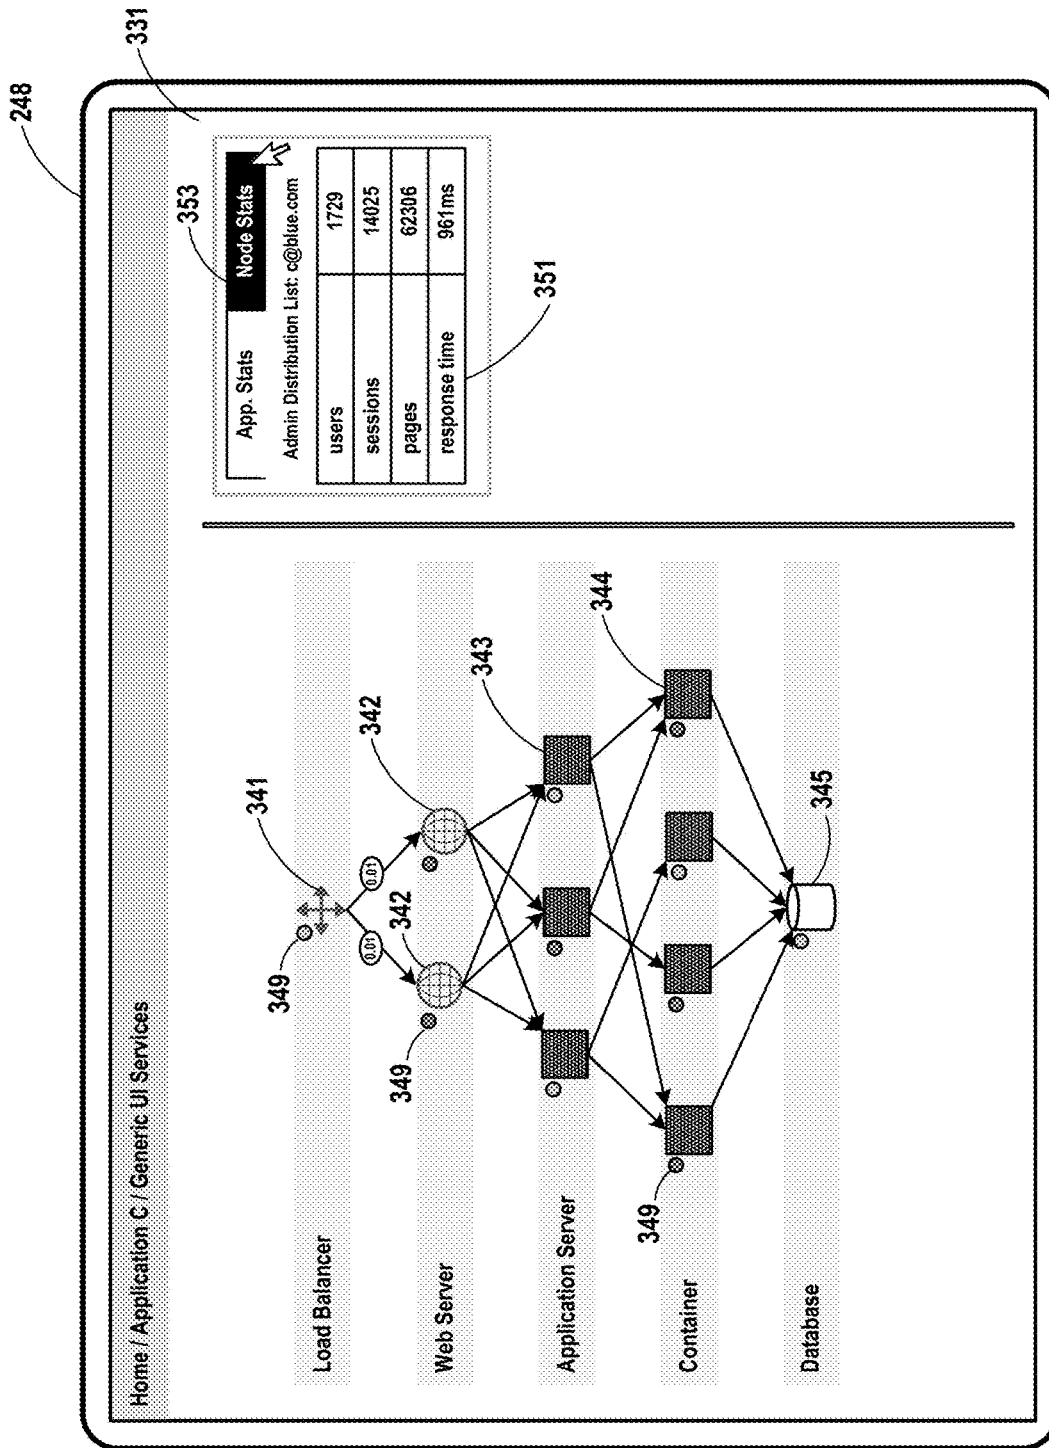 248
331
Home / Application C / Generic UI Services
353
App. Stats Node Stats
Admin Distribution List: c@blue.com
users 1729
sessions 14025
pages 62306
response time 961ms
351
Load Balancer
349
341
0.01 0.01
Web Server
349
342
342
Application Server
343
Container
349
344
Database
345